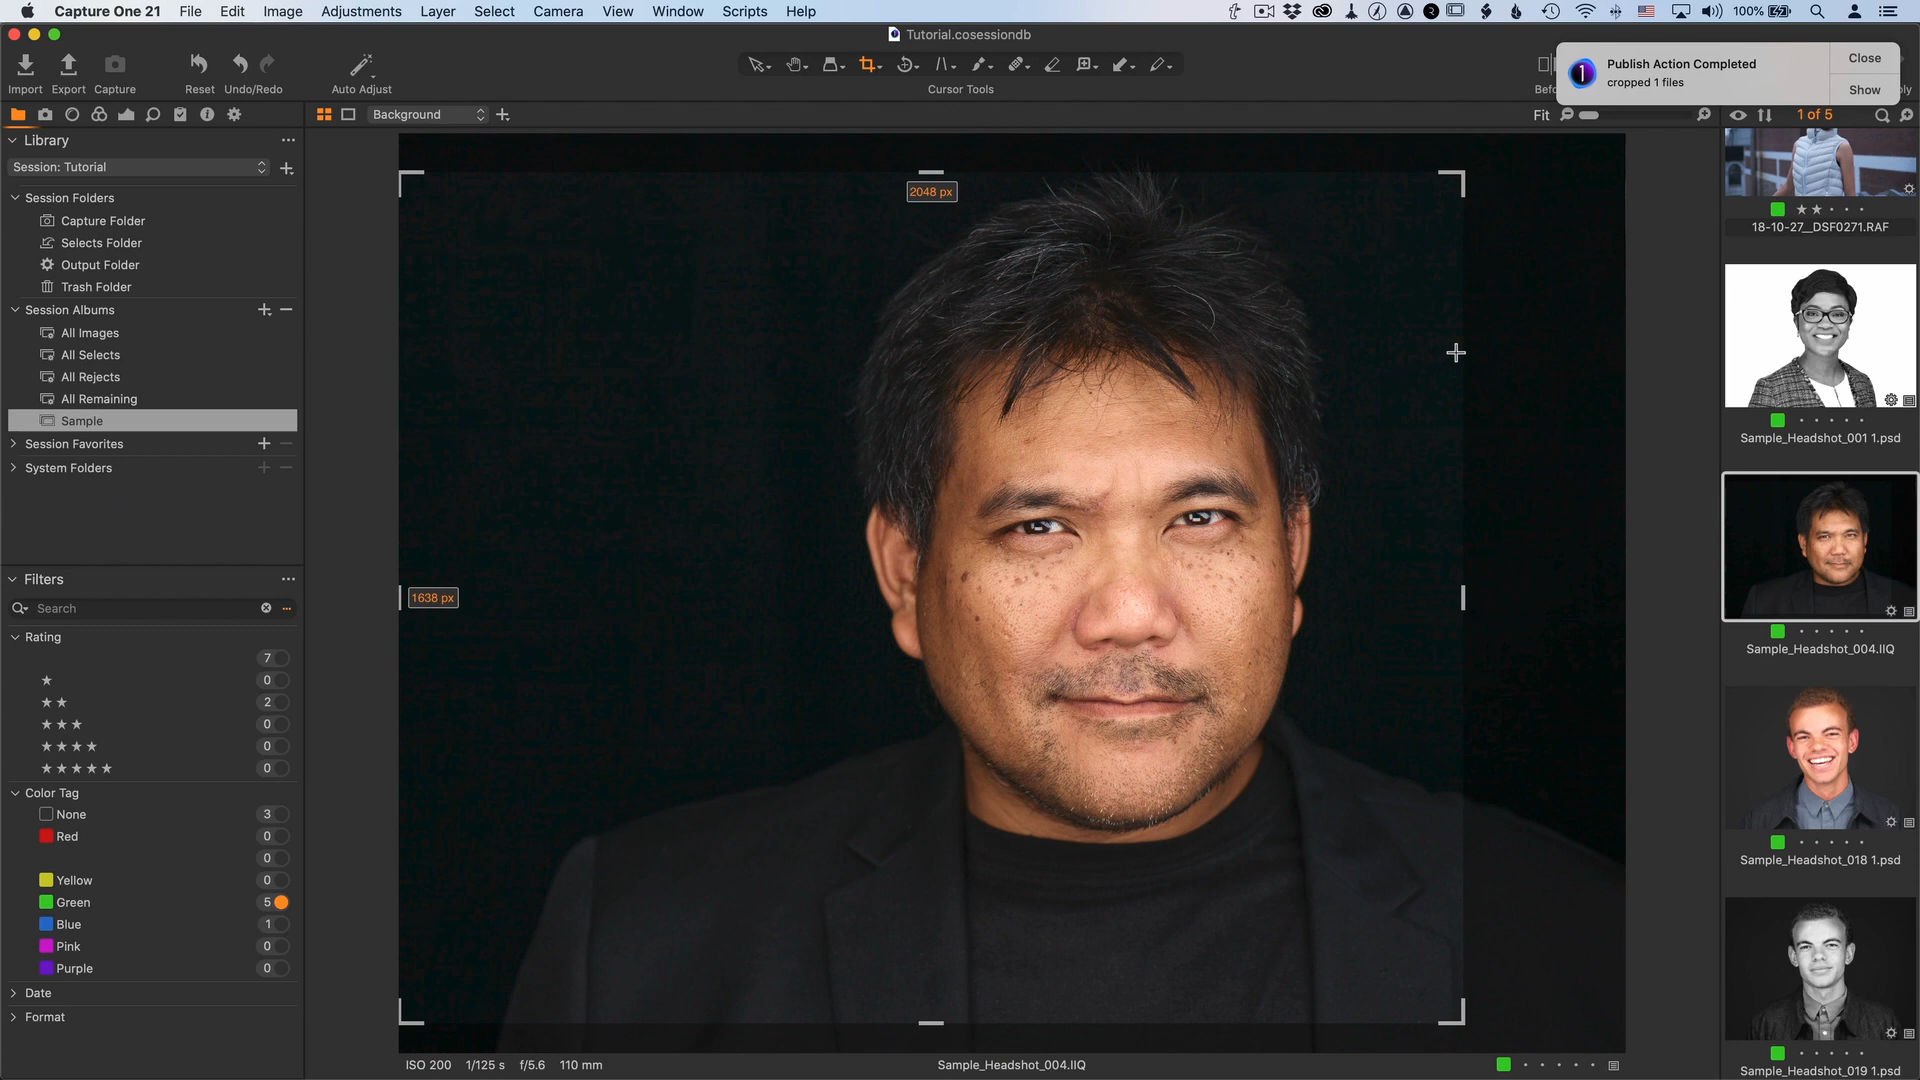 Capture One 21 File Edit Image Adjustments Layer Select Camera View Window Scripts Help
100%
Tutorial.cosessiondb
Import Export Capture Reset Undo/Redo Auto Adjust
Cursor Tools
Publish Action Completed
cropped 1 files
Close
Show
Background
Fit
1 of 5
Library
Session: Tutorial
Session Folders
Capture Folder
Selects Folder
Output Folder
Trash Folder
Session Albums
All Images
All Selects
All Rejects
All Remaining
Sample
Session Favorites
System Folders
Filters
Search
Rating
7
0
2
0
0
0
Color Tag
None 3
Red 0
0
Yellow 0
Green 5
Blue 1
Pink 0
Purple 0
Date
Format
2048 px
1638 px
ISO 200 1/125 s f/5.6 110 mm
Sample_Headshot_004.IIQ
18-10-27__DSF0271.RAF
Sample_Headshot_001 1.psd
Sample_Headshot_004.IIQ
Sample_Headshot_018 1.psd
Sample_Headshot_019 1.psd